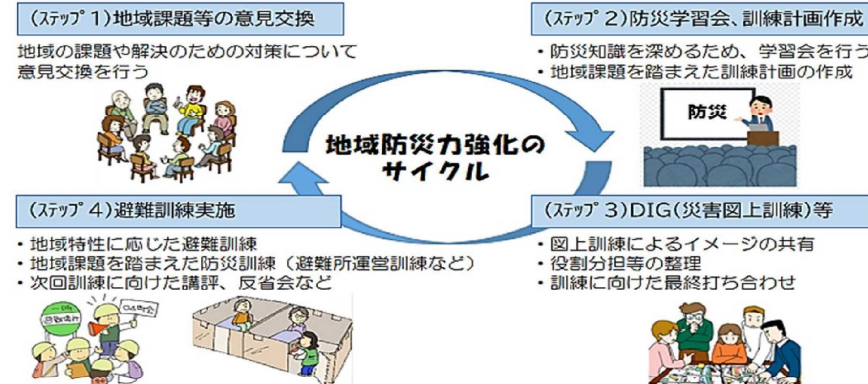 (ステップ1)地域課題等の意見交換
地域の課題や解決のための対策について
意見交換を行う
(ステップ2)防災学習会、訓練計画作成
・防災知識を深めるため、学習会を行う
・地域課題を踏まえた訓練計画の作成
防災
地域防災力強化の
サイクル
(ステップ4)避難訓練実施
・地域特性に応じた避難訓練
・地域課題を踏まえた防災訓練（避難所運営訓練など）
・次回訓練に向けた講評、反省会など
(ステップ3)DIG(災害図上訓練)等
・図上訓練によるイメージの共有
・役割分担等の整理
・訓練に向けた最終打ち合わせ